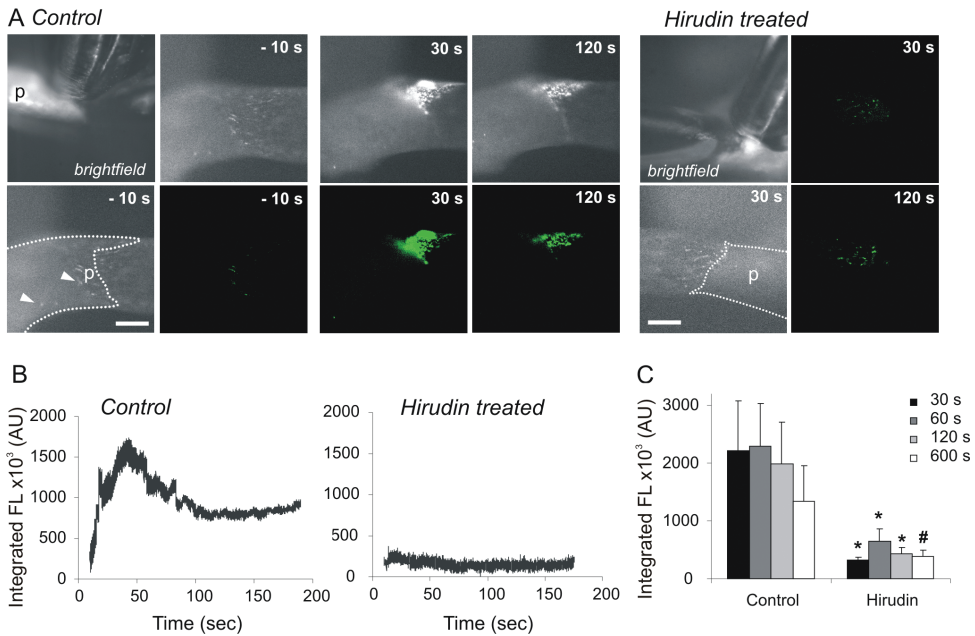 A Control
Hirudin treated
p
brightfield
- 10 s
30 s
120 s
brightfield
30 s
- 10 s
p
- 10 s
30 s
120 s
30 s
p
120 s
B
Control
Integrated FL x10³ (AU)
2000
1500
1000
500
0
0 50 100 150 200
Time (sec)
Hirudin treated
2000
1500
1000
500
0
0 50 100 150 200
Time (sec)
C
Integrated FL x10³ (AU)
3000
2000
1000
0
30 s
60 s
120 s
600 s
* * * #
Control Hirudin